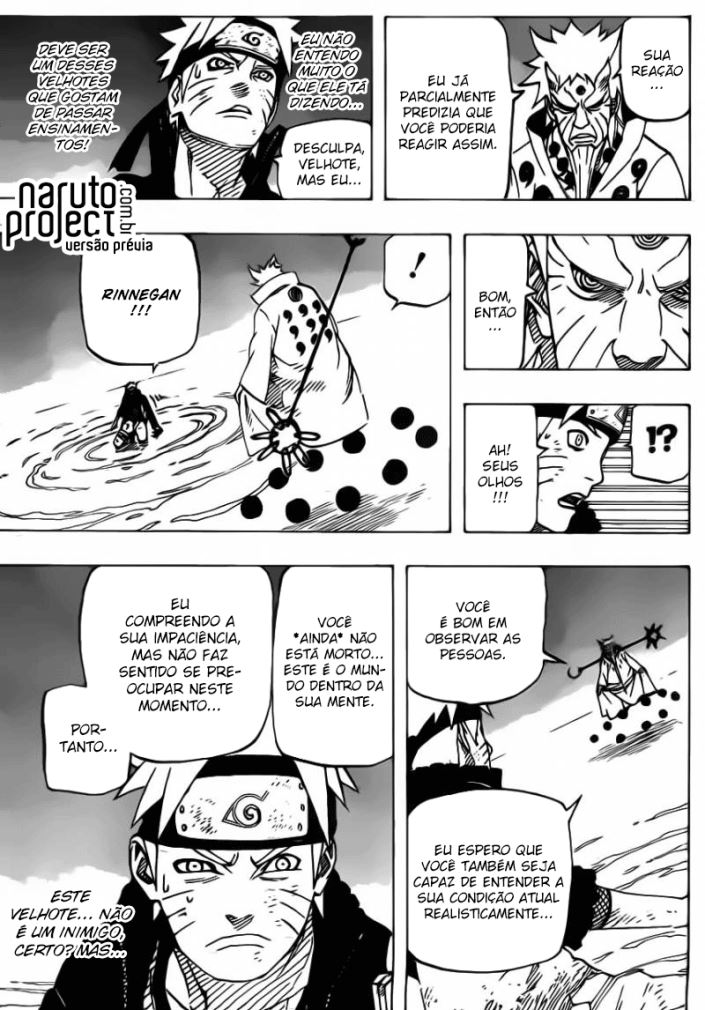 SUA
REAÇÃO
...
EU JÁ
PARCIALMENTE
PREDIZIA QUE
VOCÊ PODERIA
REAGIR ASSIM.
EU NÃO
ENTENDO
MUITO O
QUE ELE TÁ
DIZENDO...
DESCULPA,
VELHOTE,
MAS EU...
DEVE SER
UM DESSES
VELHOTES
QUE GOSTAM
DE PASSAR
ENSINAMEN-
TOS!
naruto
project
.com.br
versão prévia
BOM,
ENTÃO
...
!?
AH!
SEUS
OLHOS
!!!
!
RINNEGAN
!!!
VOCÊ
É BOM EM
OBSERVAR AS
PESSOAS.
EU ESPERO QUE
VOCÊ TAMBÉM SEJA
CAPAZ DE ENTENDER
A SUA CONDIÇÃO ATUAL
REALISTICAMENTE...
VOCÊ
*AINDA* NÃO
ESTÁ MORTO...
ESTE É O MUN-
DO DENTRO DA
SUA MENTE.
EU
COMPREENDO A
SUA IMPACIÊNCIA,
MAS NÃO FAZ
SENTIDO SE PRE-
OCUPAR NESTE
MOMENTO...
POR-
TANTO...
ESTE
VELHOTE... NÃO
É UM INIMIGO,
CERTO? MAS...